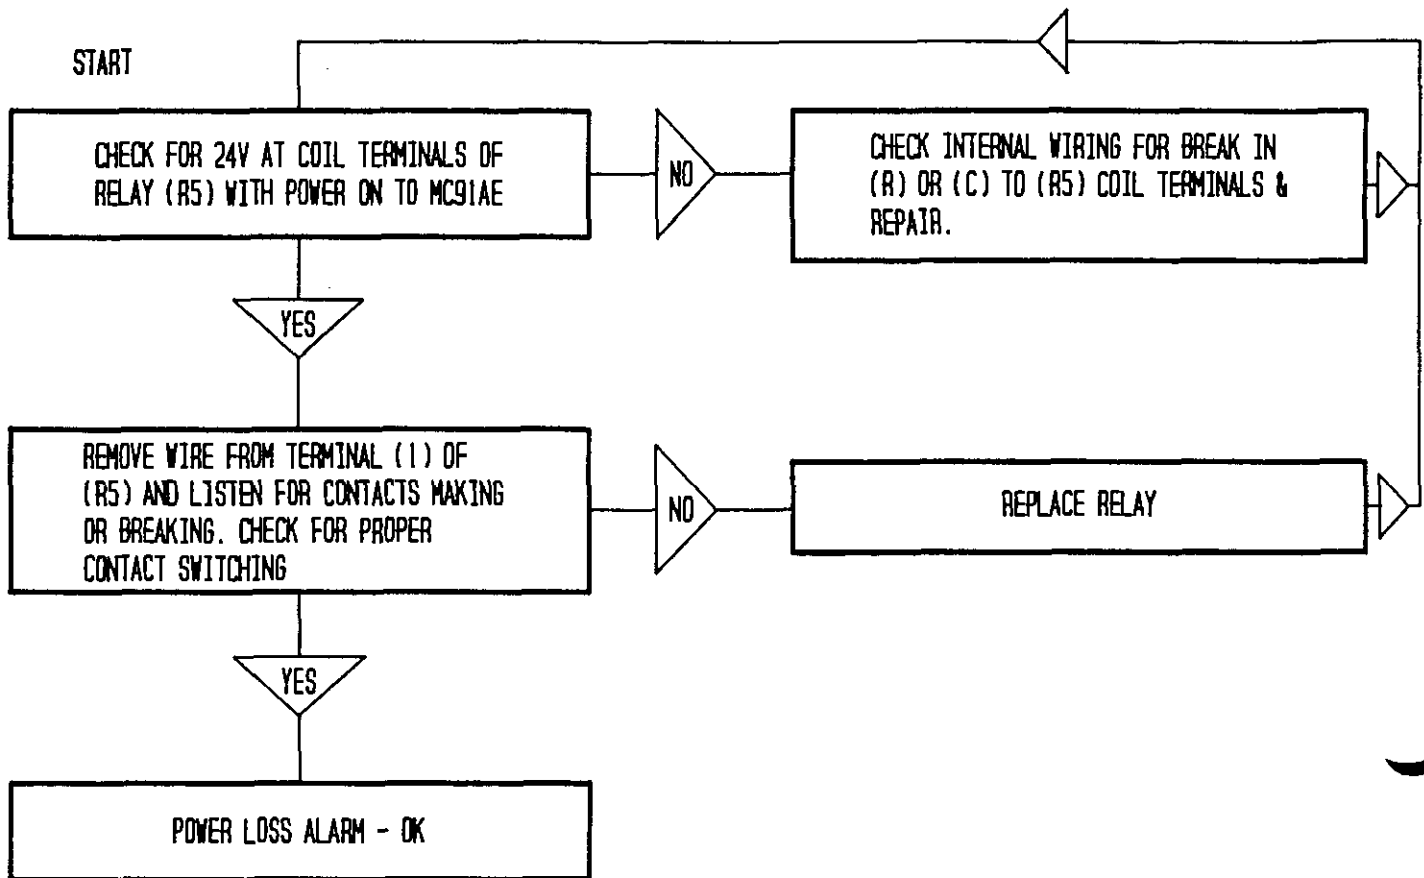 START
CHECK FOR 24V AT COIL TERMINALS OF
RELAY (R5) WITH POWER ON TO MC91AE
NO
CHECK INTERNAL WIRING FOR BREAK IN
(R) OR (C) TO (R5) COIL TERMINALS &
REPAIR.
YES
REMOVE WIRE FROM TERMINAL (1) OF
(R5) AND LISTEN FOR CONTACTS MAKING
OR BREAKING. CHECK FOR PROPER
CONTACT SWITCHING
NO
REPLACE RELAY
YES
POWER LOSS ALARM - OK